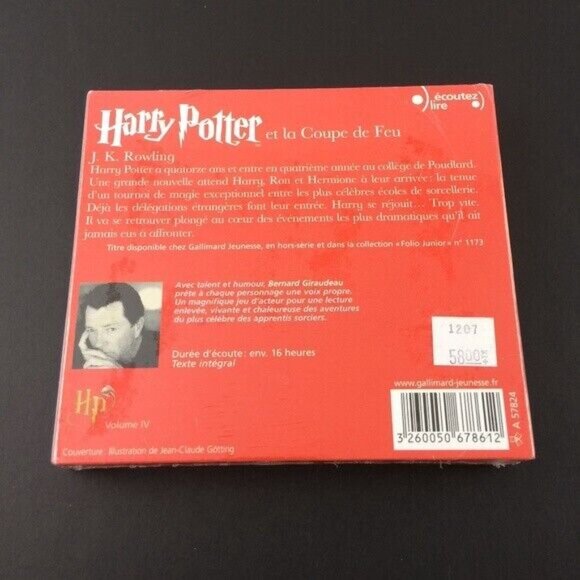 écoutez
lire
Harry Potter et la Coupe de Feu
J. K. Rowling
Harry Potter a quatorze ans et entre en quatrième année au collège de Poudlard.
Une grande nouvelle attend Harry, Ron et Hermione à leur arrivée : la tenue
d'un tournoi de magie exceptionnel entre les plus célèbres écoles de sorcellerie.
Déjà les délégations étrangères font leur entrée. Harry se réjouit... Trop vite.
Il va se retrouver plongé au cœur des événements les plus dramatiques qu'il ait
jamais eus à affronter.
Titre disponible chez Gallimard Jeunesse, en hors-série et dans la collection «Folio Junior» n° 1173
Avec talent et humour, Bernard Giraudeau
prête à chaque personnage une voix propre.
Un magnifique jeu d'acteur pour une lecture
enlevée, vivante et chaleureuse des aventures
du plus célèbre des apprentis sorciers.
Durée d'écoute : env. 16 heures
Texte intégral
1207
5800
www.gallimard-jeunesse.fr
HP
Volume IV
3 260050 678612
A 57824
Couverture : Illustration de Jean-Claude Götting